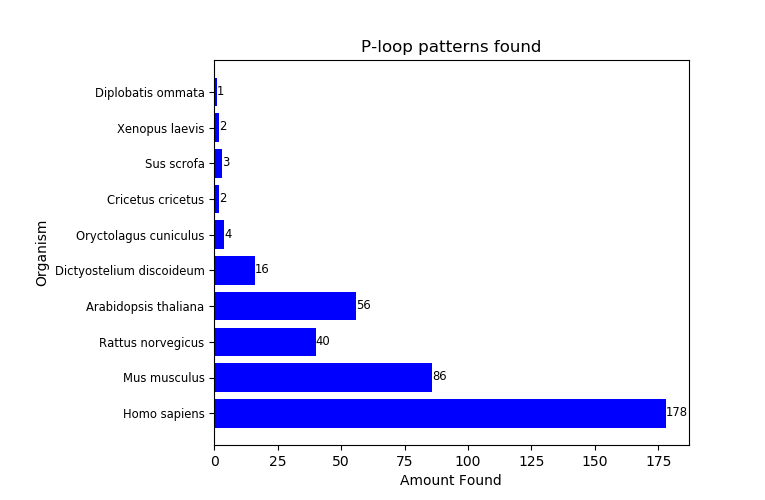 P-loop patterns found
Diplobatis ommata 1
Xenopus laevis 2
Sus scrofa 3
Cricetus cricetus 2
Oryctolagus cuniculus 4
Dictyostelium discoideum 16
Arabidopsis thaliana 56
Rattus norvegicus 40
Mus musculus 86
Homo sapiens 178
Organism
0 25 50 75 100 125 150 175
Amount Found